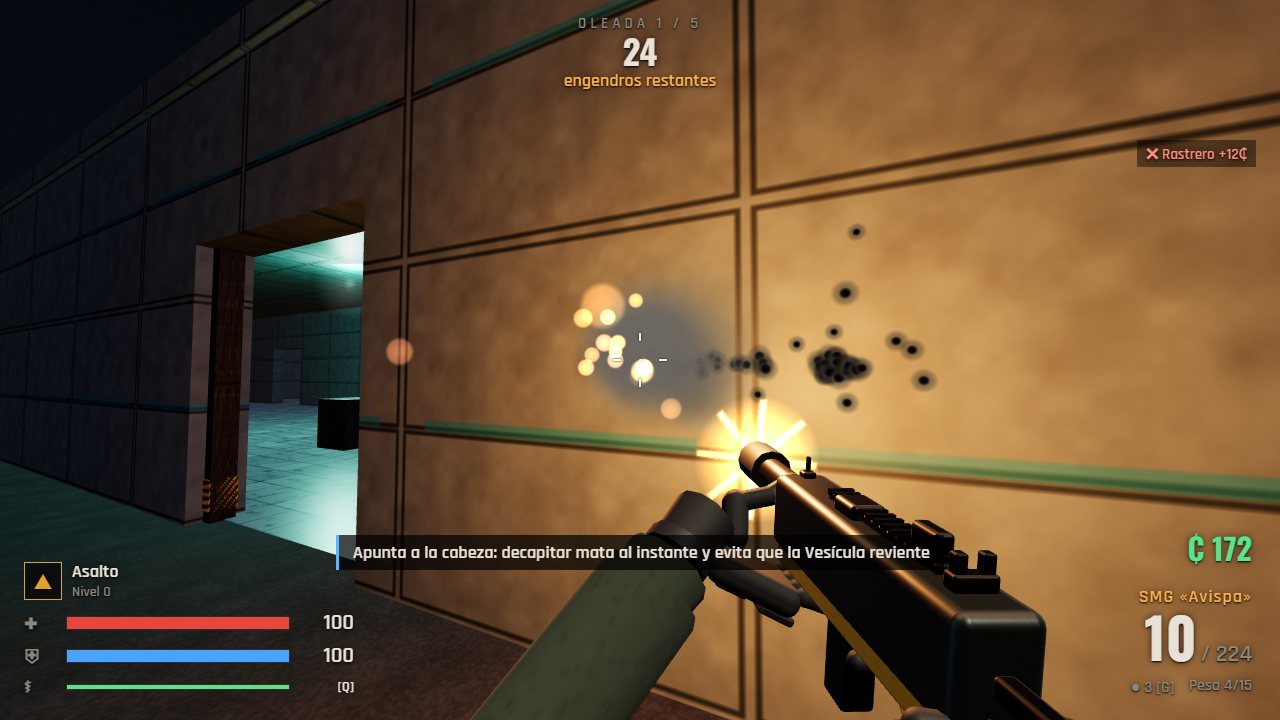 OLEADA 1 / 5
24
engendros restantes
Rastrero +12₵
Apunta a la cabeza: decapitar mata al instante y evita que la Vesícula reviente
Asalto
Nivel 0
100
100
[Q]
₵ 172
SMG «Avispa»
10 / 224
3 [G] Peso 4/15